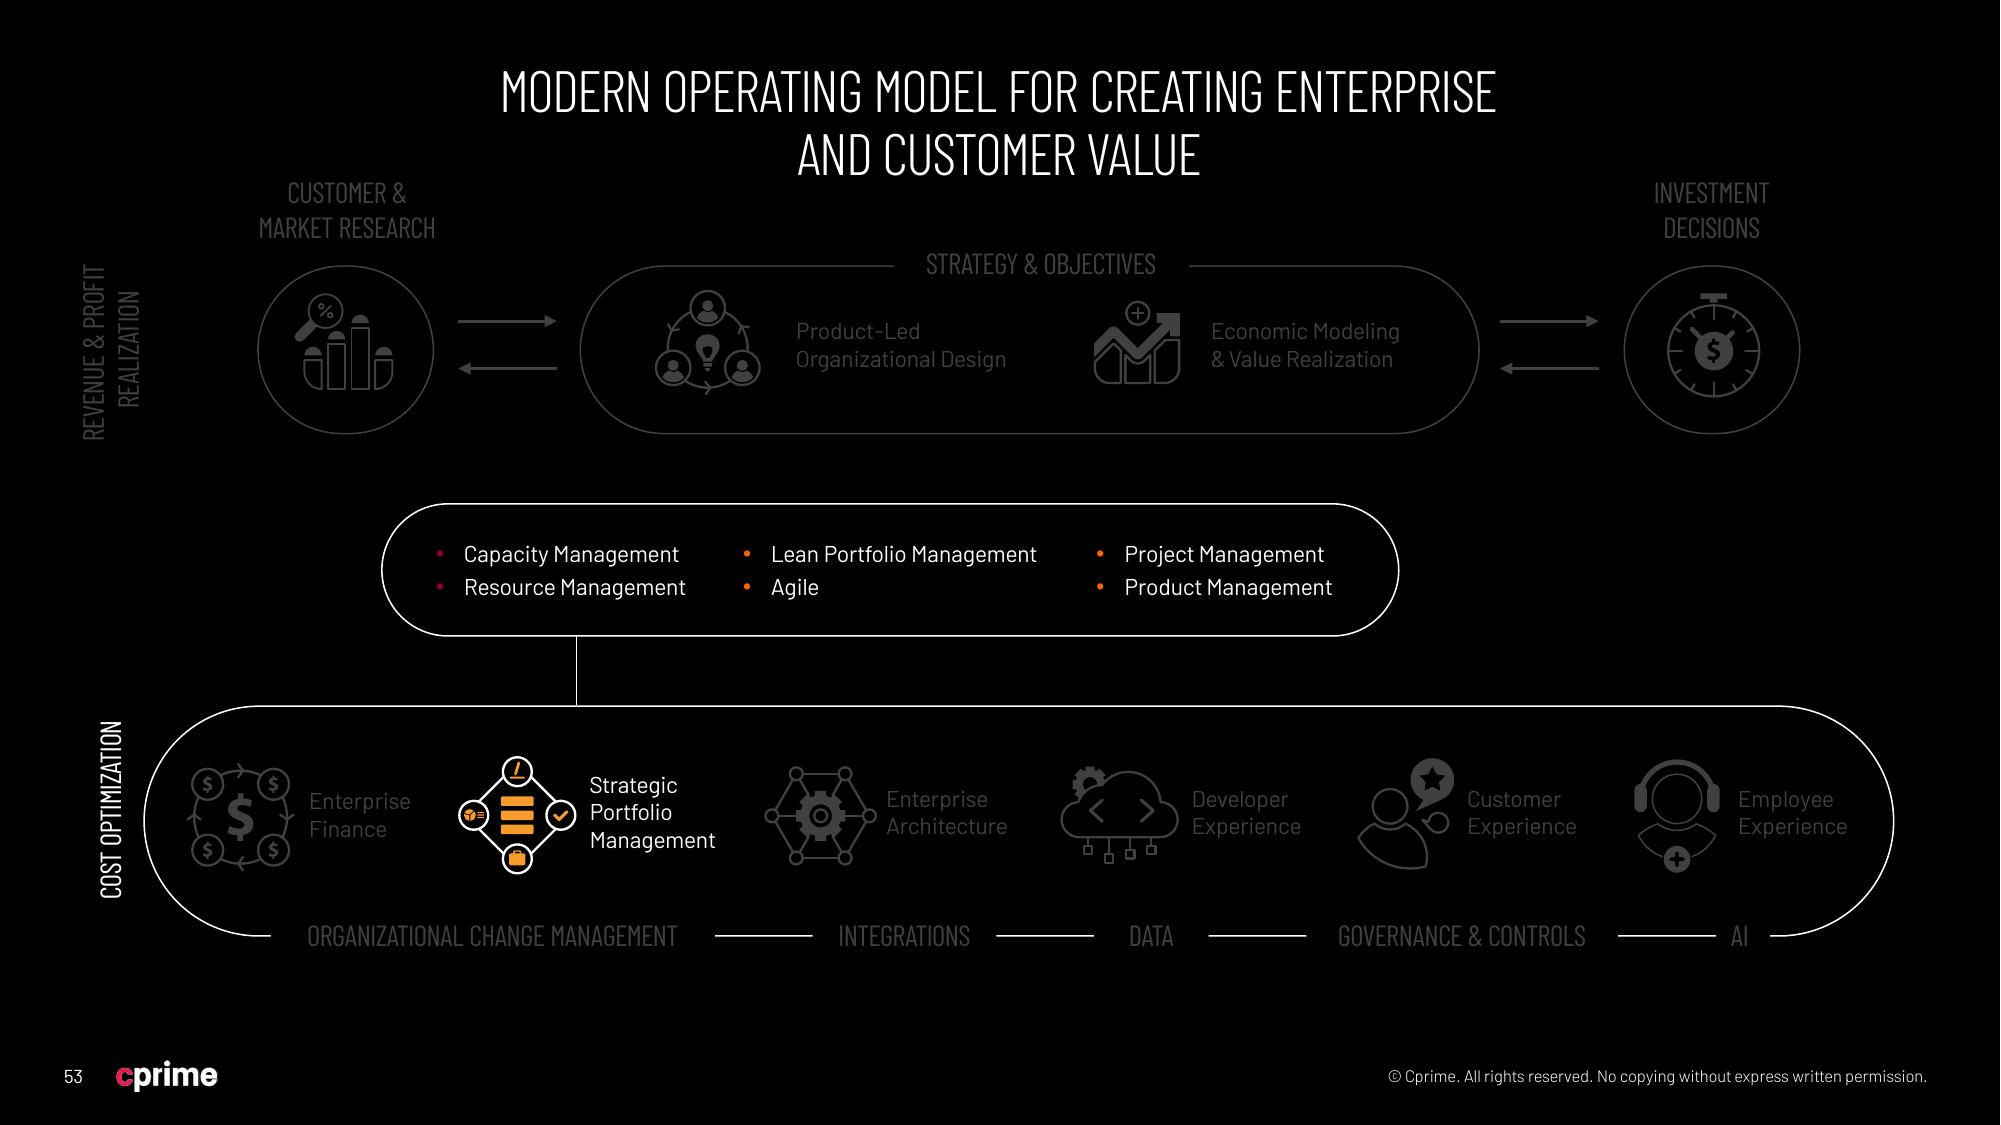 MODERN OPERATING MODEL FOR CREATING ENTERPRISE
AND CUSTOMER VALUE
CUSTOMER &
MARKET RESEARCH
INVESTMENT
DECISIONS
REVENUE & PROFIT
REALIZATION
STRATEGY & OBJECTIVES
%
Product-Led
Organizational Design
Economic Modeling
& Value Realization
$
• Capacity Management
• Resource Management
• Lean Portfolio Management
• Agile
• Project Management
• Product Management
COST OPTIMIZATION
$ $
$
$ $
Enterprise
Finance
Strategic
Portfolio
Management
Enterprise
Architecture
Developer
Experience
Customer
Experience
Employee
Experience
ORGANIZATIONAL CHANGE MANAGEMENT
INTEGRATIONS
DATA
GOVERNANCE & CONTROLS
AI
53
cprime
© Cprime. All rights reserved. No copying without express written permission.